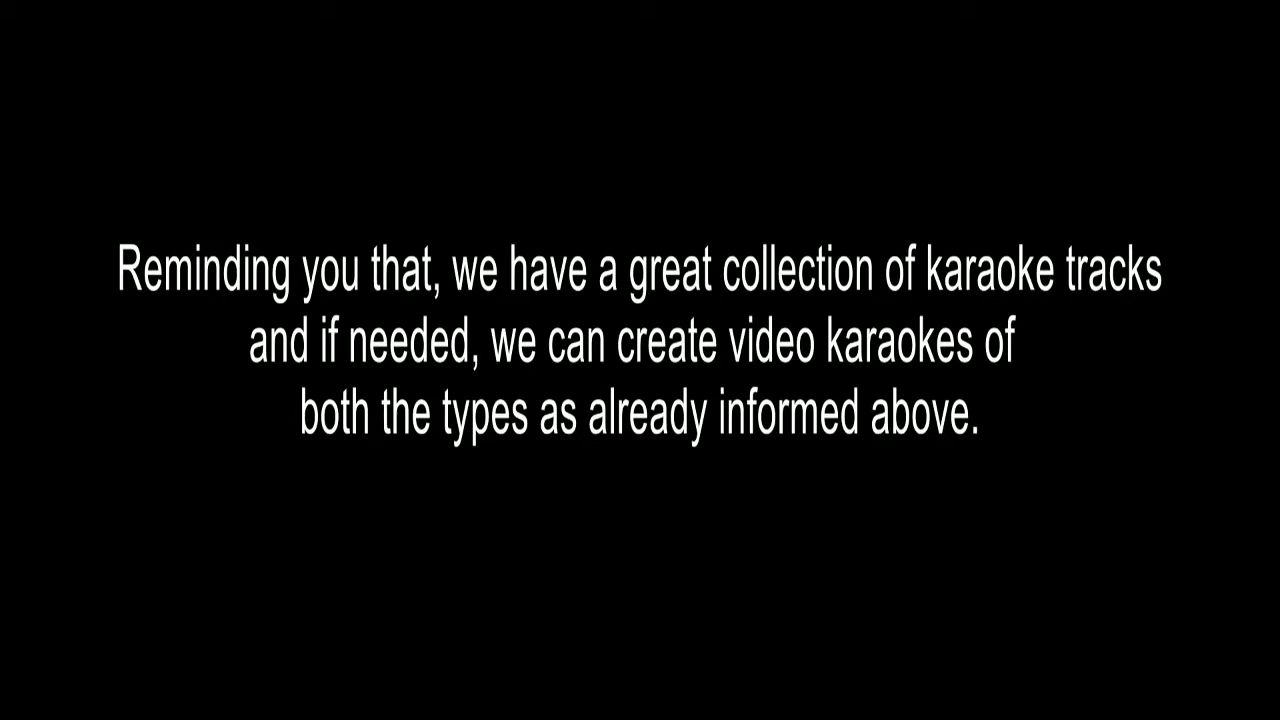 Reminding you that, we have a great collection of karaoke tracks
and if needed, we can create video karaokes of
both the types as already informed above.